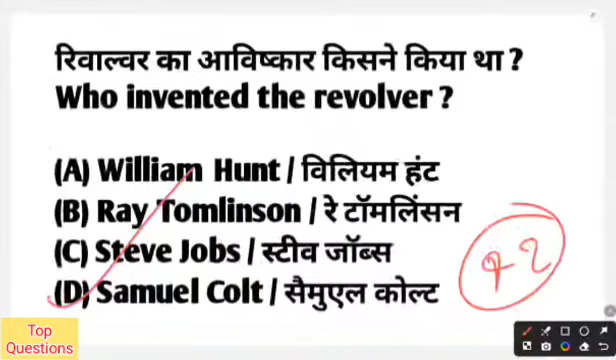 रिवाल्वर का आविष्कार किसने किया था ?
Who invented the revolver ?
(A) William Hunt / विलियम हंट
(B) Ray Tomlinson / रे टॉमलिंसन
(C) Steve Jobs / स्टीव जॉब्स
(D) Samuel Colt / सैमुएल कोल्ट
Top
Questions